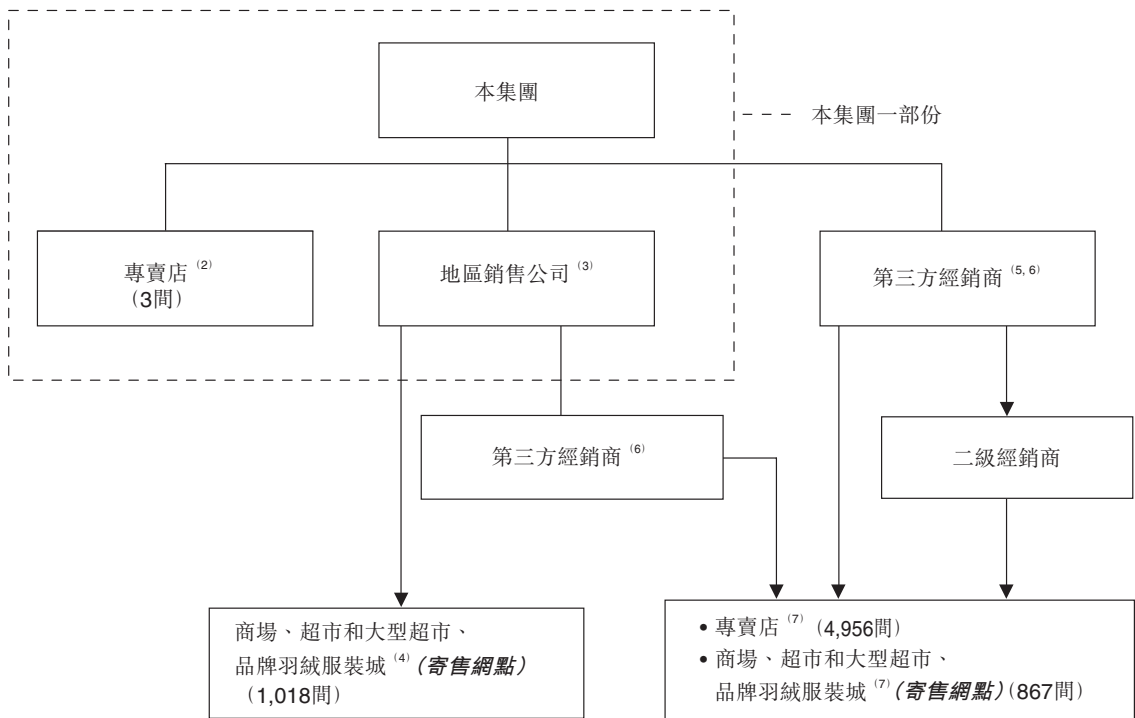 本集團
本集團一部份
專賣店 (2)
(3間)
地區銷售公司 (3)
第三方經銷商 (5, 6)
第三方經銷商 (6)
二級經銷商
商場、超市和大型超市、
品牌羽絨服裝城 (4) (寄售網點)
(1,018間)
• 專賣店 (7) (4,956間)
• 商場、超市和大型超市、
品牌羽絨服裝城 (7) (寄售網點) (867間)